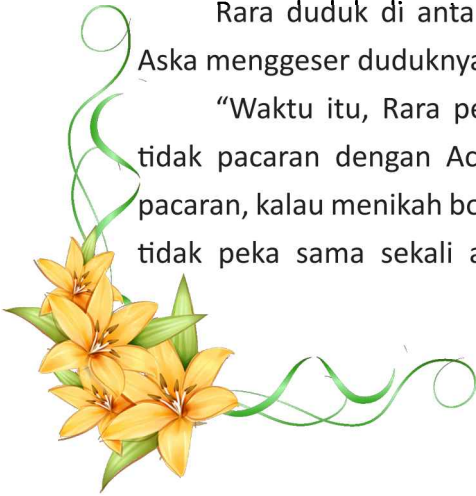 Rara duduk di anta
Aska menggeser duduknya
“Waktu itu, Rara pe
tidak pacaran dengan Ac
pacaran, kalau menikah bo
tidak peka sama sekali a